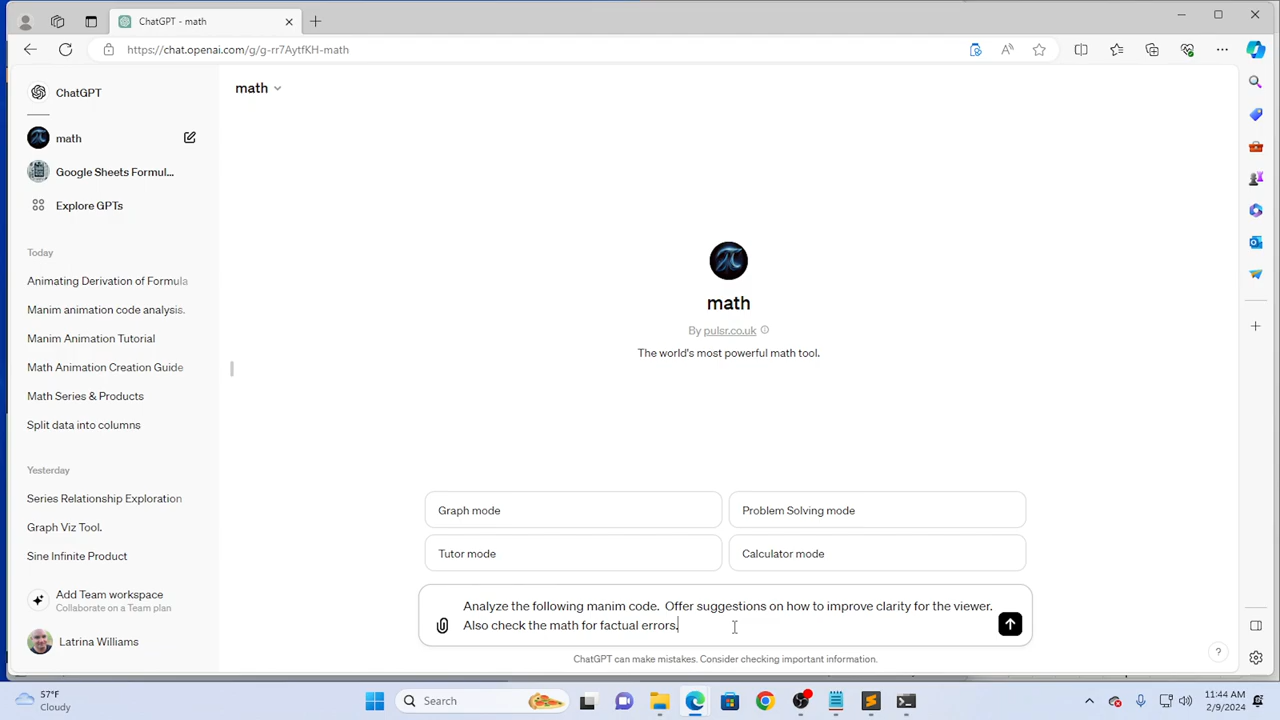 ChatGPT - math
https://chat.openai.com/g/g-rr7AytfKH-math
ChatGPT
math
Google Sheets Formul...
Explore GPTs
Today
Animating Derivation of Formula
Manim animation code analysis.
Manim Animation Tutorial
Math Animation Creation Guide
Math Series & Products
Split data into columns
Yesterday
Series Relationship Exploration
Graph Viz Tool.
Sine Infinite Product
Add Team workspace
Collaborate on a Team plan
Latrina Williams
math
math
By pulsr.co.uk
The world's most powerful math tool.
Graph mode
Problem Solving mode
Tutor mode
Calculator mode
Analyze the following manim code.  Offer suggestions on how to improve clarity for the viewer.
Also check the math for factual errors.
ChatGPT can make mistakes. Consider checking important information.
?
57°F
Cloudy
Search
11:44 AM
2/9/2024